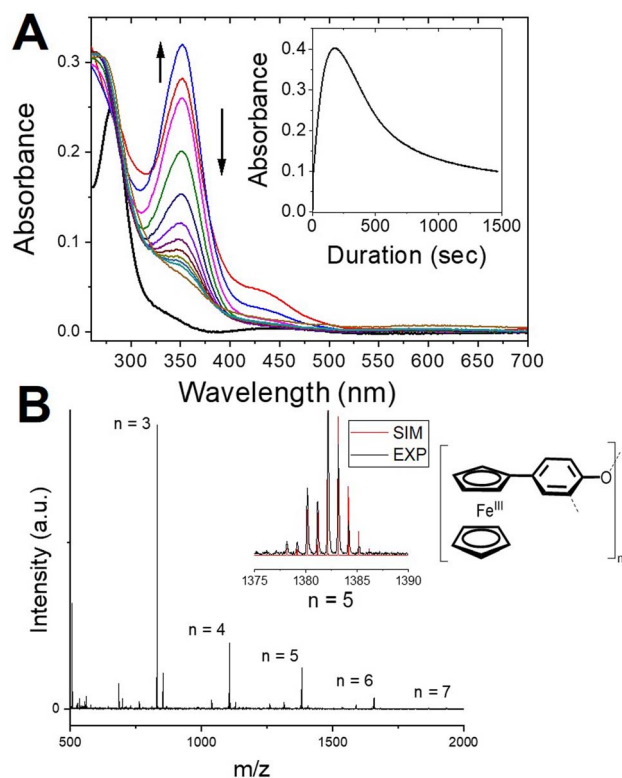 A
Absorbance
0.3
0.2
0.1
0.0
300 350 400 450 500 550 600 650 700
Wavelength (nm)
Absorbance
0.4
0.3
0.2
0.1
0.0
0 500 1000 1500
Duration (sec)
B
Intensity (a.u.)
0
n = 3
n = 4
n = 5
n = 6
n = 7
SIM
EXP
1375 1380 1385 1390
n = 5
Fe^III
O
n
500 1000 1500 2000
m/z